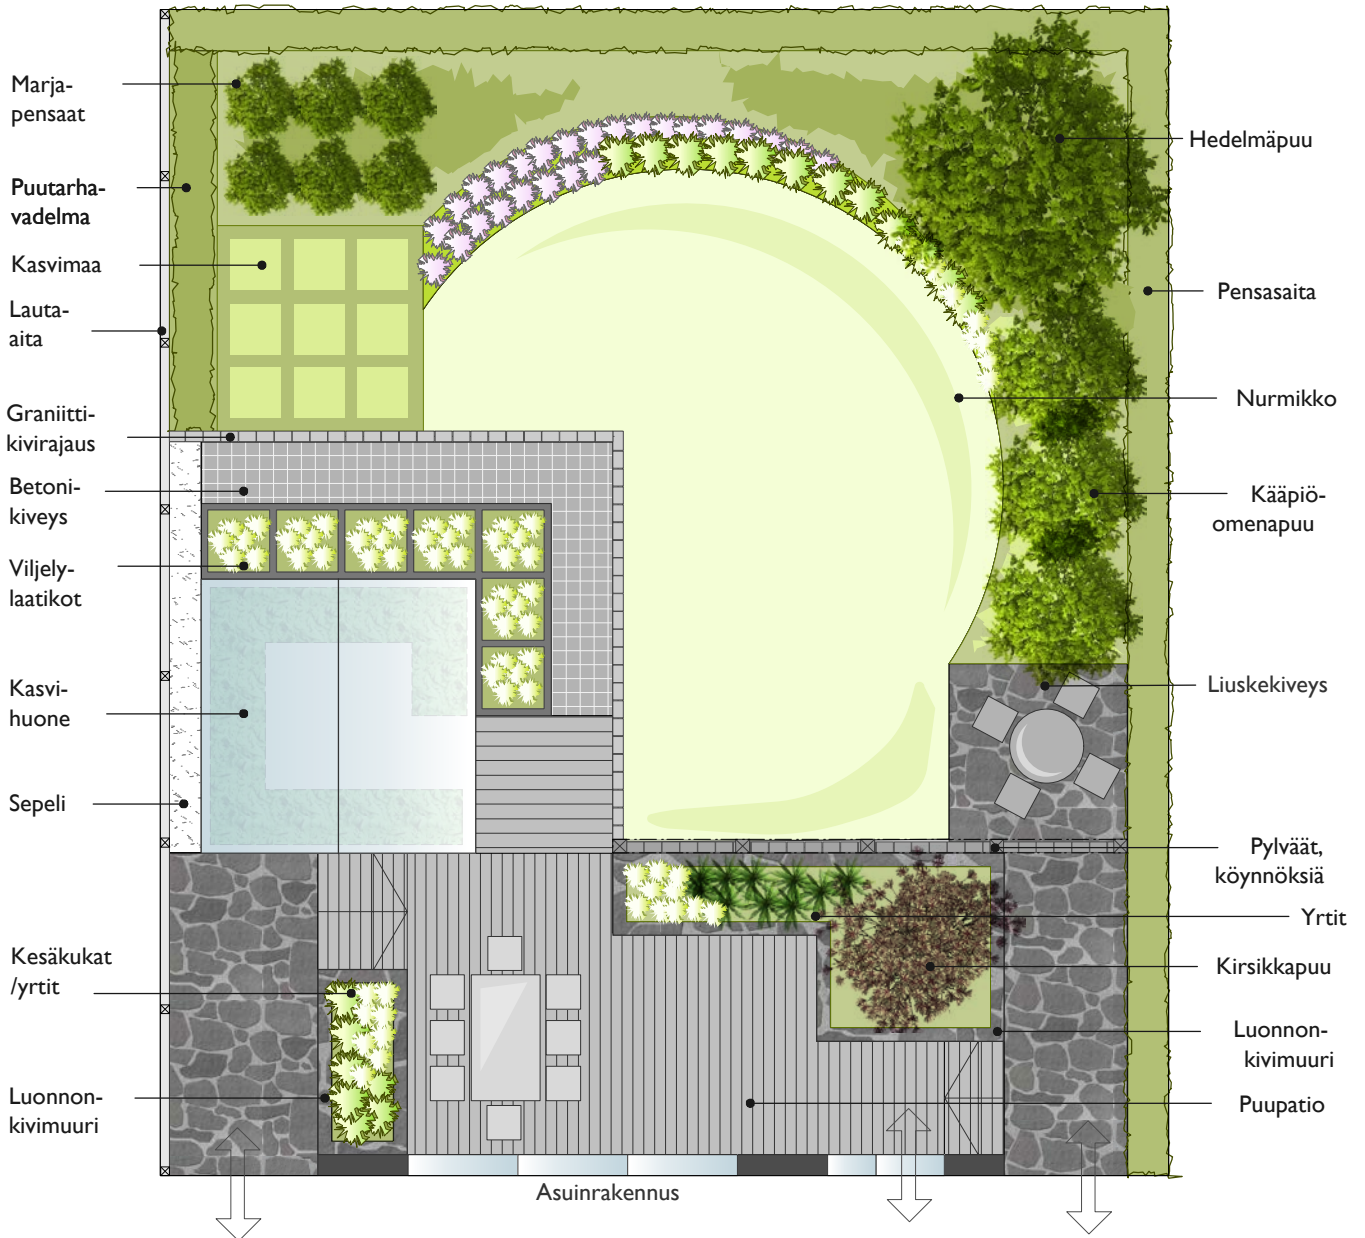 Marja-
pensaat
Puutarha-
vadelma
Kasvimaa
Lauta-
aita
Graniitti-
kivirajaus
Betoni-
kiveys
Viljely-
laatikot
Kasvi-
huone
Sepeli
Kesäkukat
/yrtit
Luonnon-
kivimuuri
Hedelmäpuu
Pensasaita
Nurmikko
Kääpiö-
omenapuu
Liuskekiveys
Pylväät,
köynnöksiä
Yrtit
Kirsikkapuu
Luonnon-
kivimuuri
Puupatio
Asuinrakennus